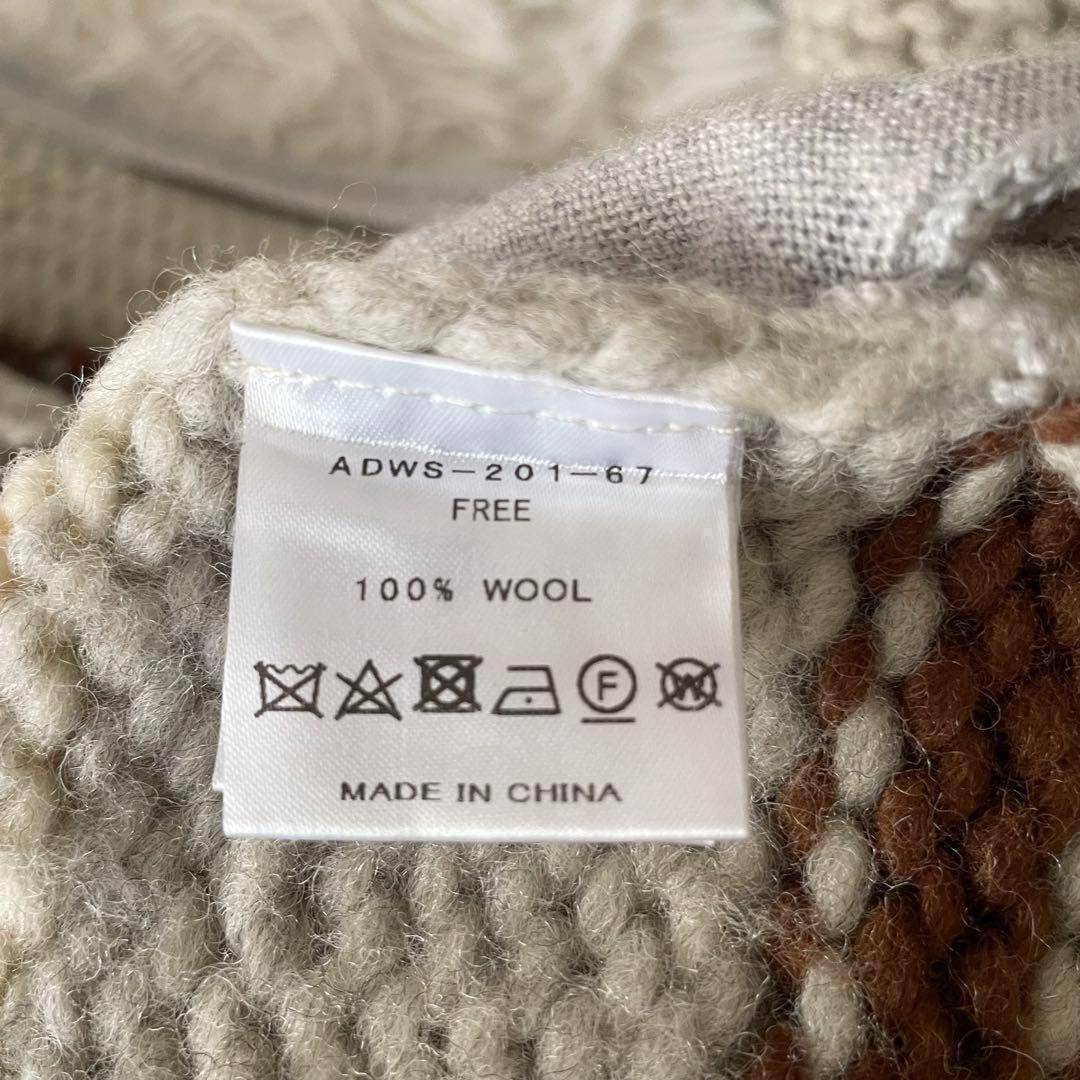 ADWS-201-67
FREE
100% WOOL
F W
MADE IN CHINA